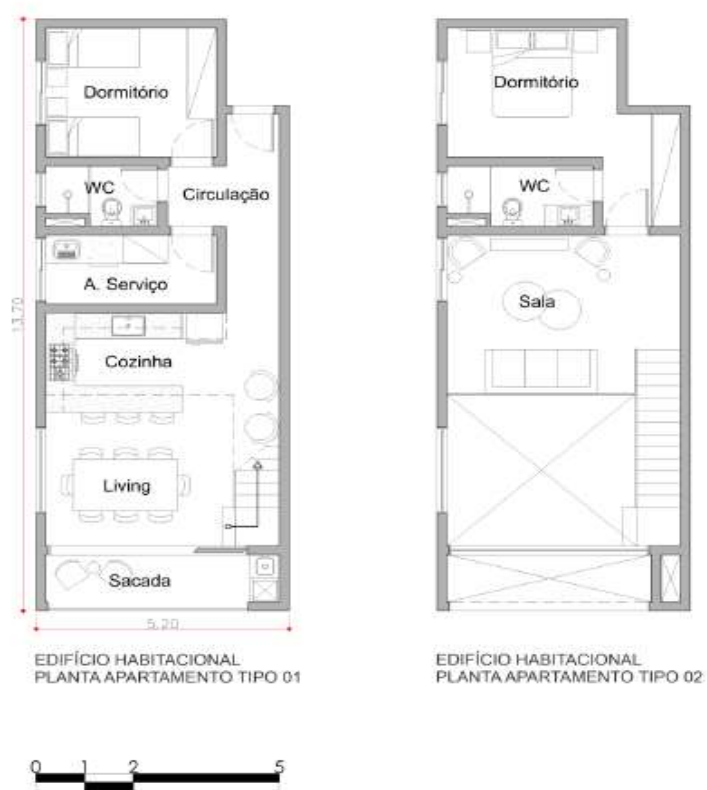 Dormitório
WC
Circulação
A. Serviço
Cozinha
Living
Sacada
13,70
5,20
EDIFÍCIO HABITACIONAL
PLANTA APARTAMENTO TIPO 01
Dormitório
WC
Sala
EDIFÍCIO HABITACIONAL
PLANTA APARTAMENTO TIPO 02
0 1 2 5